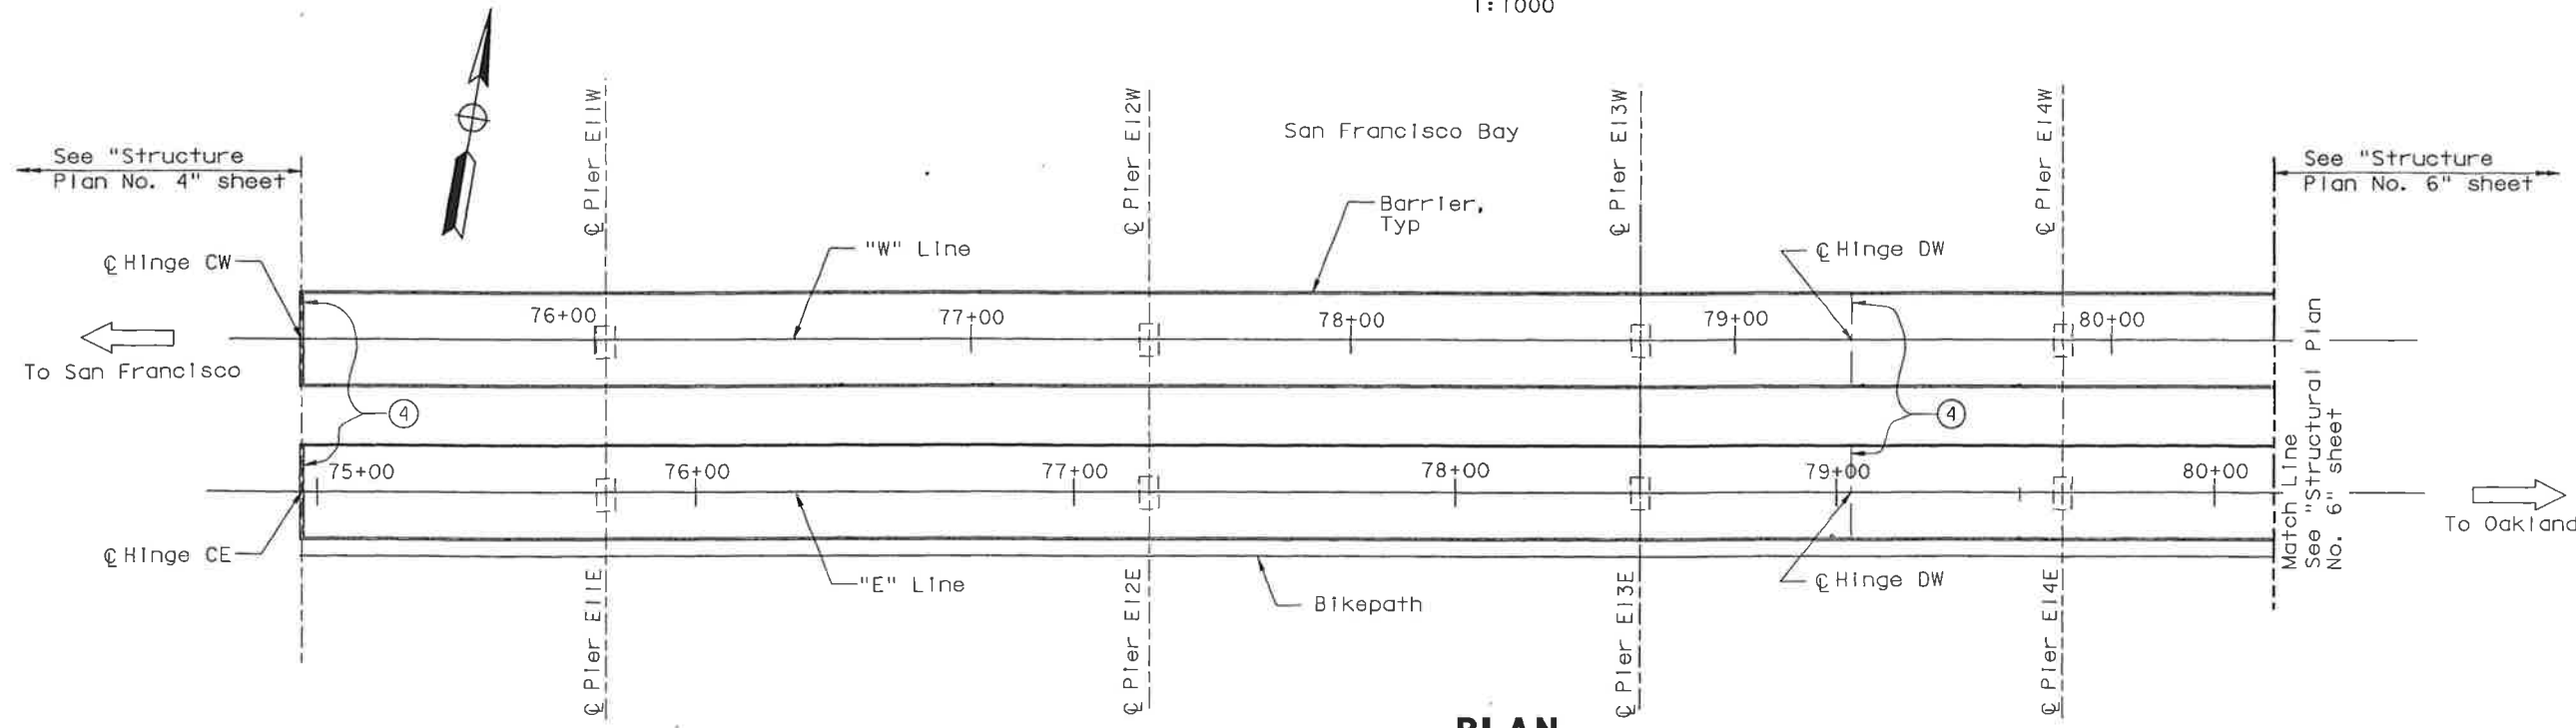 1:1000
See "Structure
Plan No. 4" sheet
℄ Pier E11W
℄ Pier E12W
San Francisco Bay
℄ Pier E13W
℄ Pier E14W
See "Structure
Plan No. 6" sheet
Barrier,
Typ
℄ Hinge CW
"W" Line
℄ Hinge DW
76+00
77+00
78+00
79+00
80+00
To San Francisco
4
4
75+00
76+00
77+00
78+00
79+00
80+00
Match Line
See "Structural Plan
No. 6" sheet
To Oakland
℄ Hinge CE
"E" Line
℄ Hinge DW
Bikepath
℄ Pier E11E
℄ Pier E12E
℄ Pier E13E
℄ Pier E14E
PLAN